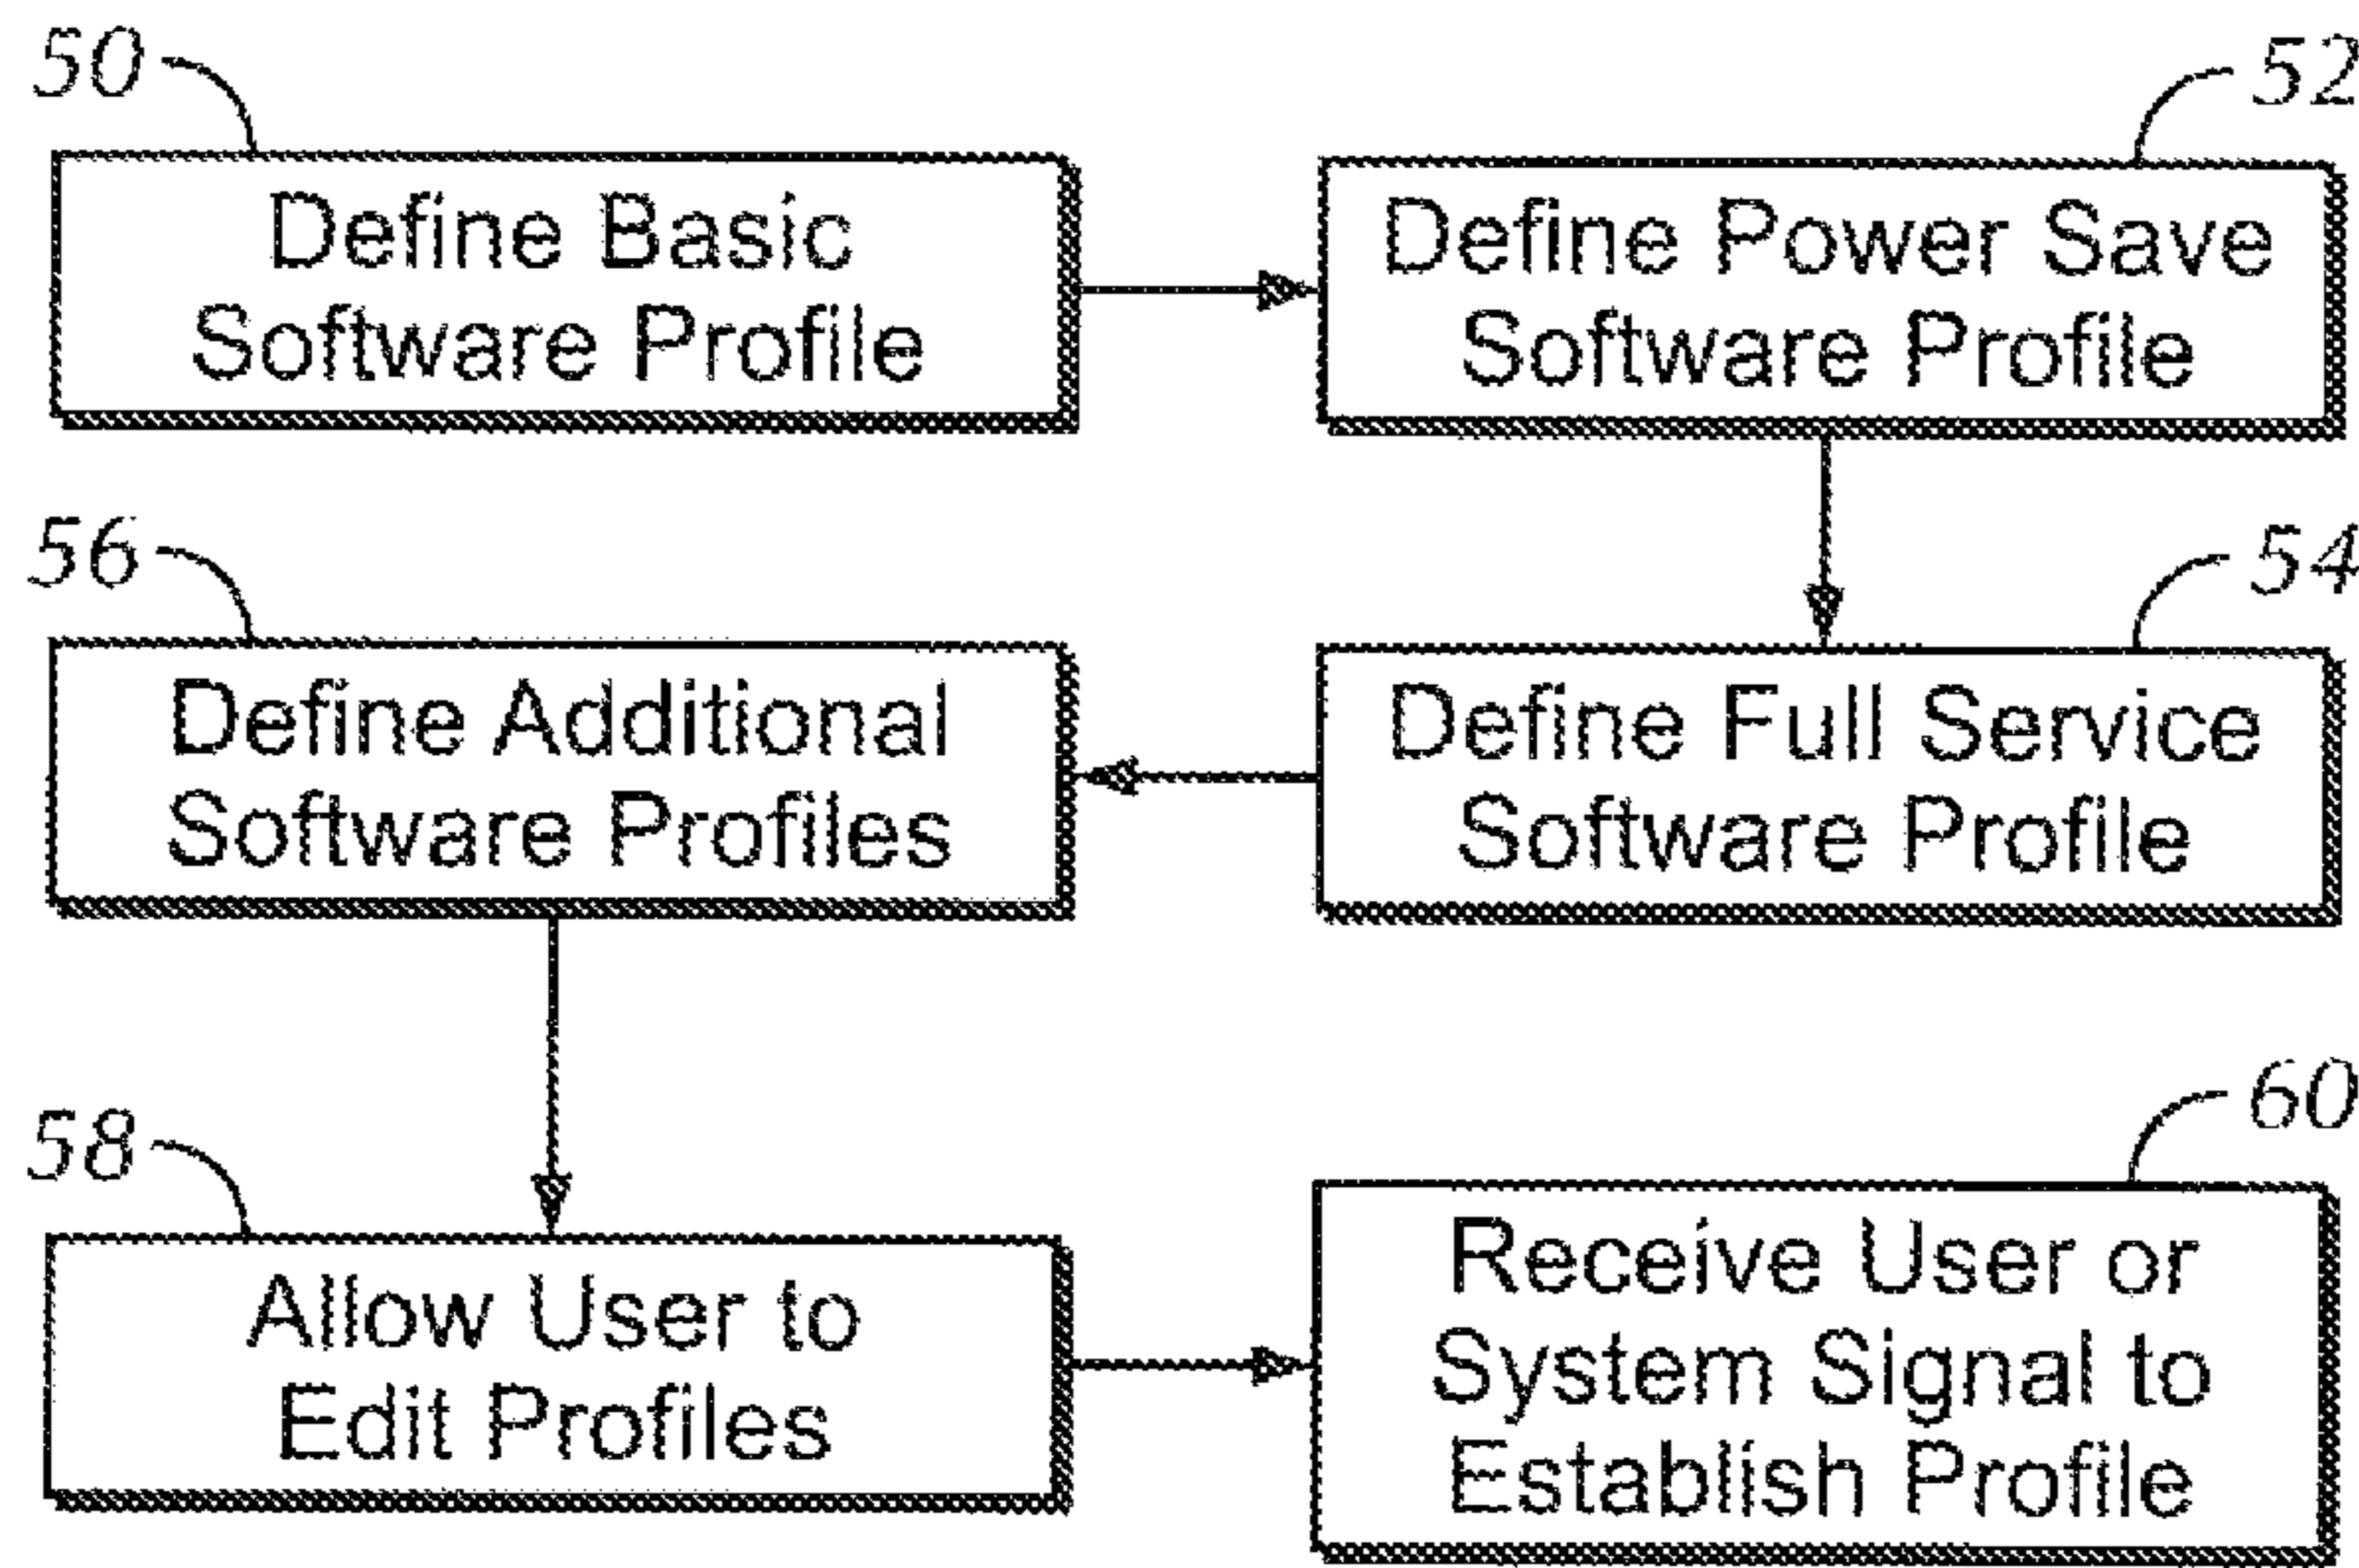 50
Define Basic
Software Profile
52
Define Power Save
Software Profile
54
Define Full Service
Software Profile
56
Define Additional
Software Profiles
58
Allow User to
Edit Profiles
60
Receive User or
System Signal to
Establish Profile